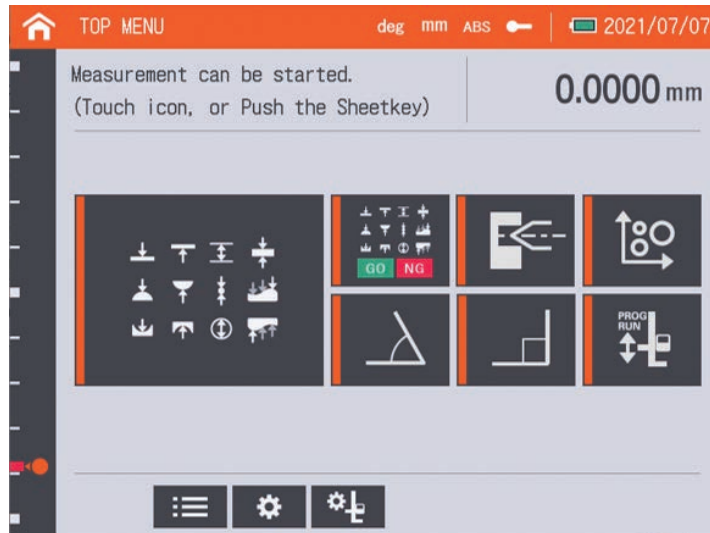 TOP MENU deg mm ABS 2021/07/07
Measurement can be started.
(Touch icon, or Push the Sheetkey)
0.0000 mm
GO NG
PROG
RUN